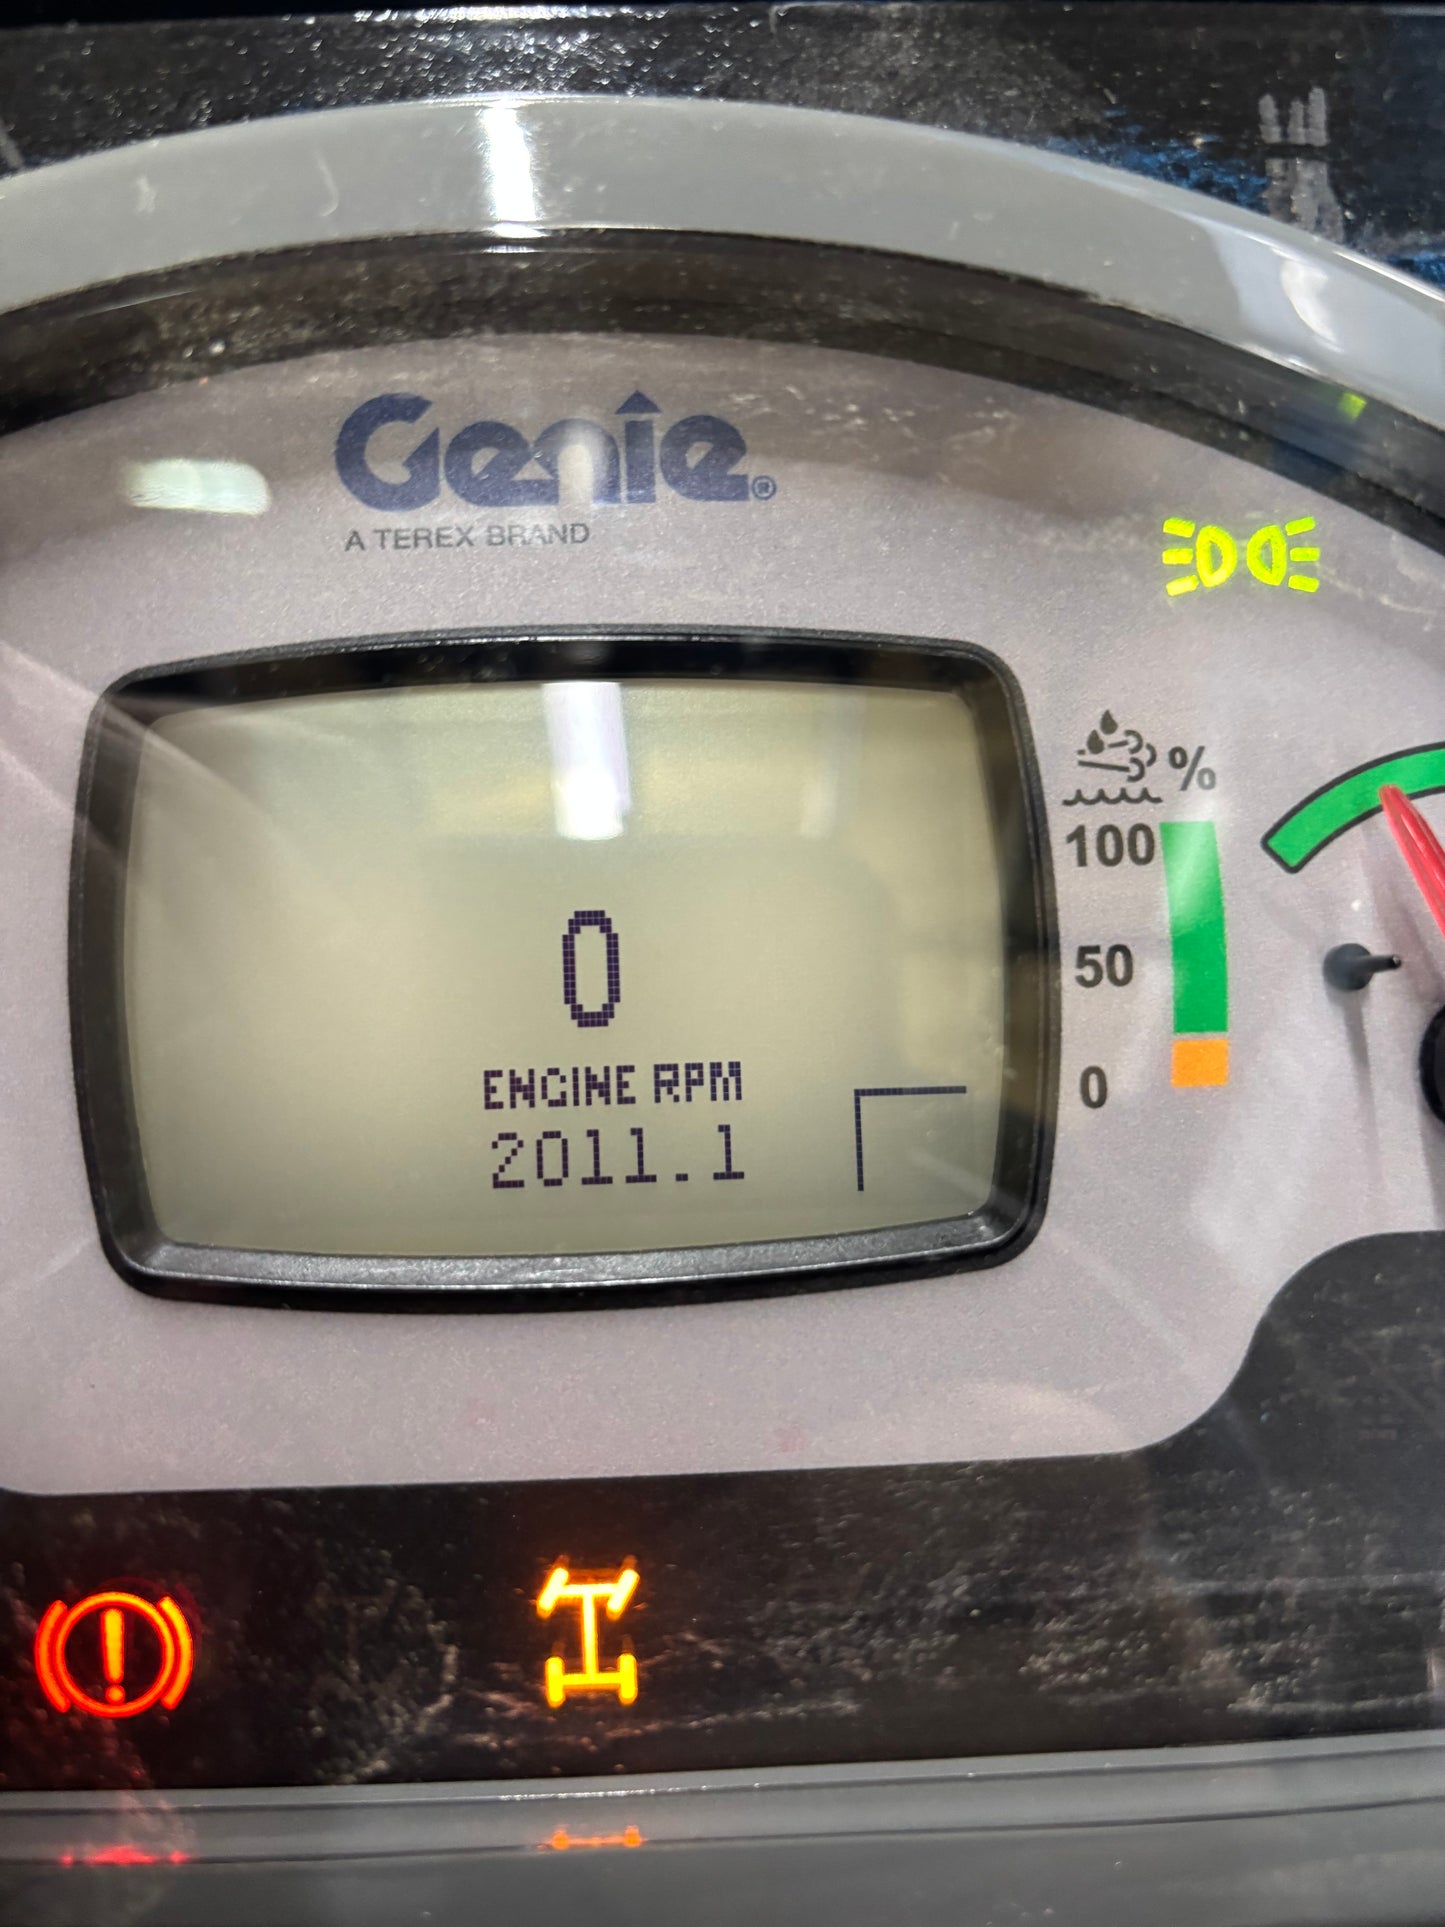 Genie®
A TEREX BRAND
%
100
50
0
0
ENGINE RPM
2011.1